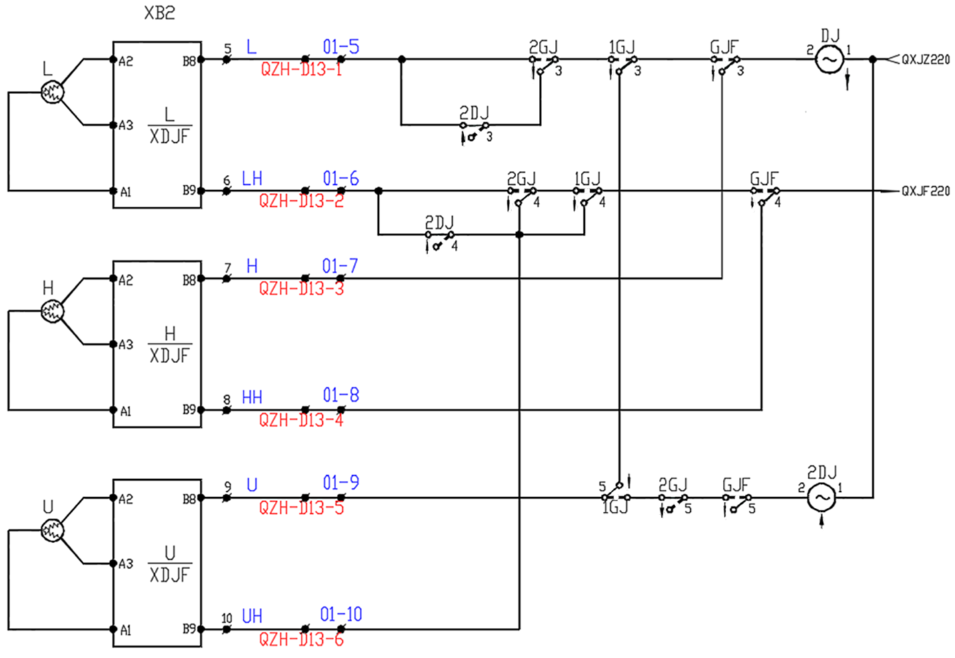 XB2
L
A2
A3
A1
L
XDJF
B8
B9
5
L
01-5
QZH-D13-1
2GJ
3
1GJ
3
GJF
3
DJ
2
1
QXJZ220
2DJ
3
6
LH
01-6
QZH-D13-2
2GJ
4
1GJ
4
GJF
4
QXJF220
2DJ
4
H
A2
A3
A1
H
XDJF
B8
B9
7
H
01-7
QZH-D13-3
8
HH
01-8
QZH-D13-4
U
A2
A3
A1
U
XDJF
B8
B9
9
U
01-9
QZH-D13-5
5
1GJ
2GJ
5
GJF
5
2DJ
2
1
10
UH
01-10
QZH-D13-6